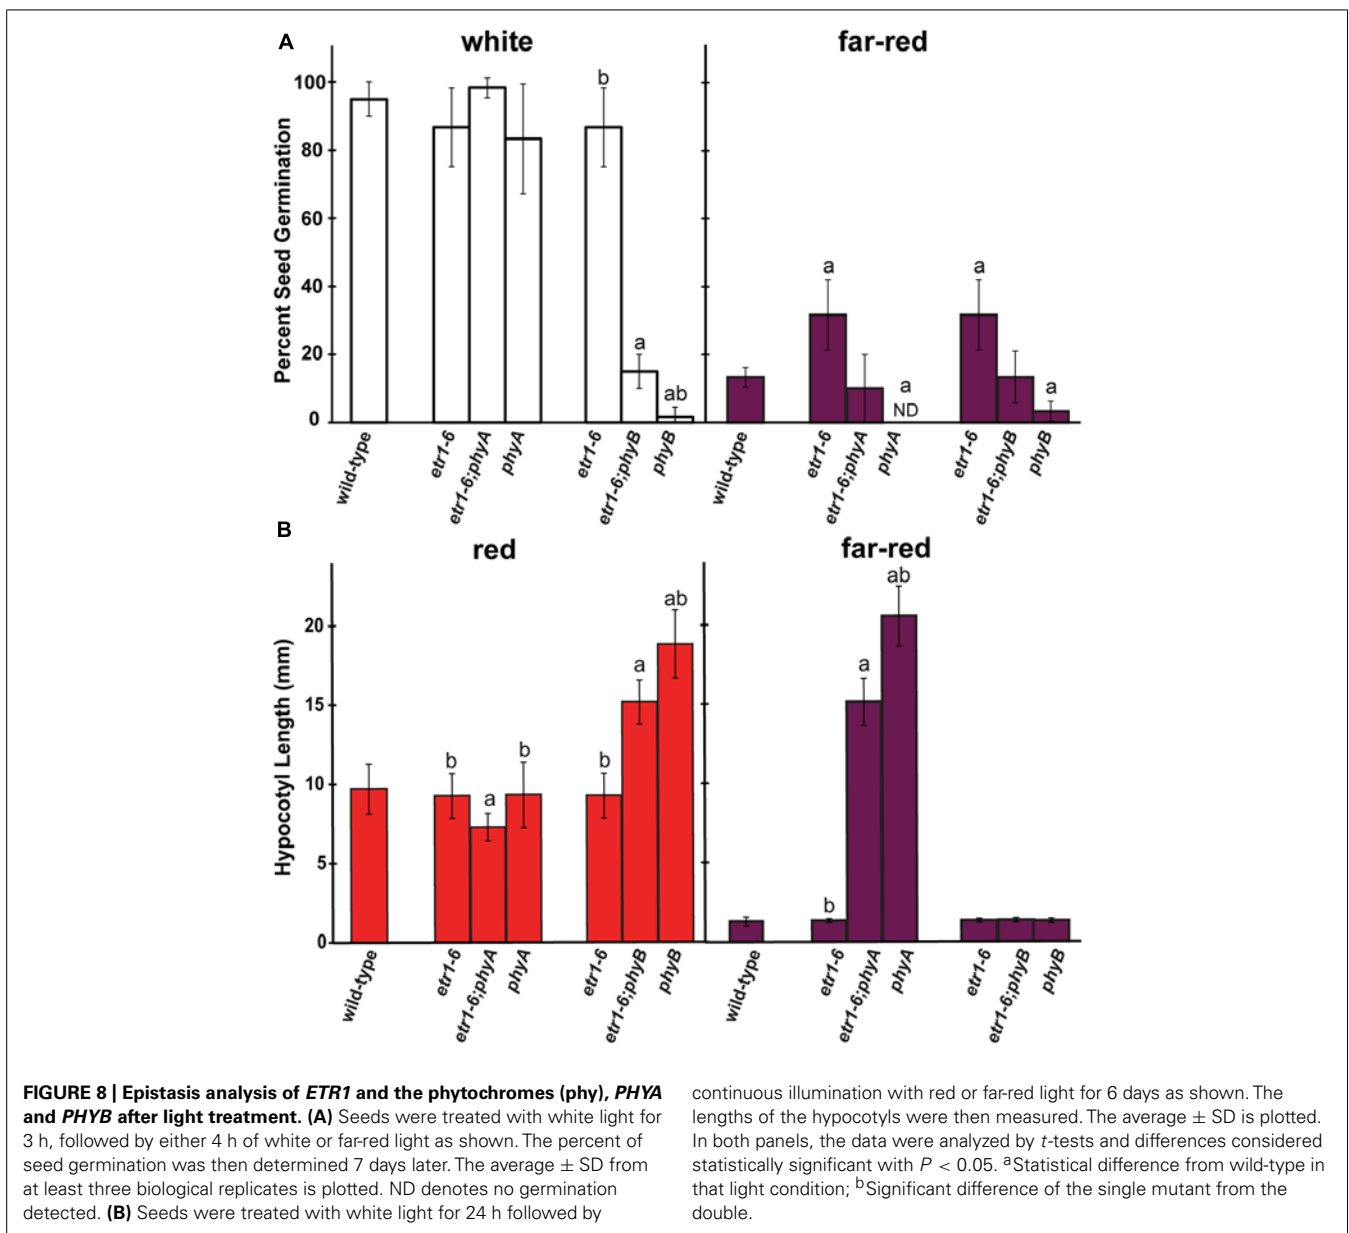 A
white
far-red
Percent Seed Germination
100
80
60
40
20
0
b
a
ab
a
a
ND
a
a
wild-type
etr1-6
etr1-6;phyA
phyA
etr1-6
etr1-6;phyB
phyB
wild-type
etr1-6
etr1-6;phyA
phyA
etr1-6
etr1-6;phyB
phyB
B
red
far-red
Hypocotyl Length (mm)
20
15
10
5
0
b
a
b
b
a
ab
b
a
ab
wild-type
etr1-6
etr1-6;phyA
phyA
etr1-6
etr1-6;phyB
phyB
wild-type
etr1-6
etr1-6;phyA
phyA
etr1-6
etr1-6;phyB
phyB
FIGURE 8 | Epistasis analysis of ETR1 and the phytochromes (phy), PHYA
and PHYB after light treatment. (A) Seeds were treated with white light for
3 h, followed by either 4 h of white or far-red light as shown. The percent of
seed germination was then determined 7 days later. The average ± SD from
at least three biological replicates is plotted. ND denotes no germination
detected. (B) Seeds were treated with white light for 24 h followed by
continuous illumination with red or far-red light for 6 days as shown. The
lengths of the hypocotyls were then measured. The average ± SD is plotted.
In both panels, the data were analyzed by t-tests and differences considered
statistically significant with P < 0.05. aStatistical difference from wild-type in
that light condition; bSignificant difference of the single mutant from the
double.